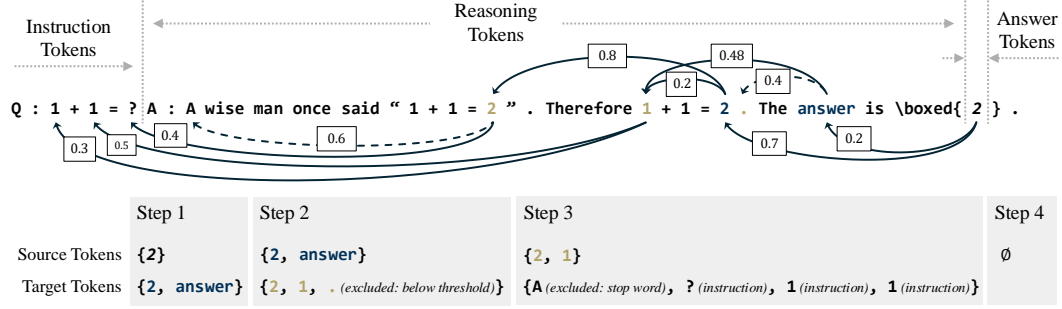 Instruction Tokens
Reasoning Tokens
Answer Tokens
0.8
0.48
0.2
0.4
Q : 1 + 1 = ? A : A wise man once said “ 1 + 1 = 2 ” . Therefore 1 + 1 = 2 . The answer is \boxed{ 2 } .
0.3
0.5
0.4
0.6
0.7
0.2
Step 1 Step 2 Step 3 Step 4
Source Tokens {2} {2, answer} {2, 1} ∅
Target Tokens {2, answer} {2, 1, . (excluded: below threshold)} {A (excluded: stop word), ? (instruction), 1 (instruction), 1 (instruction)}